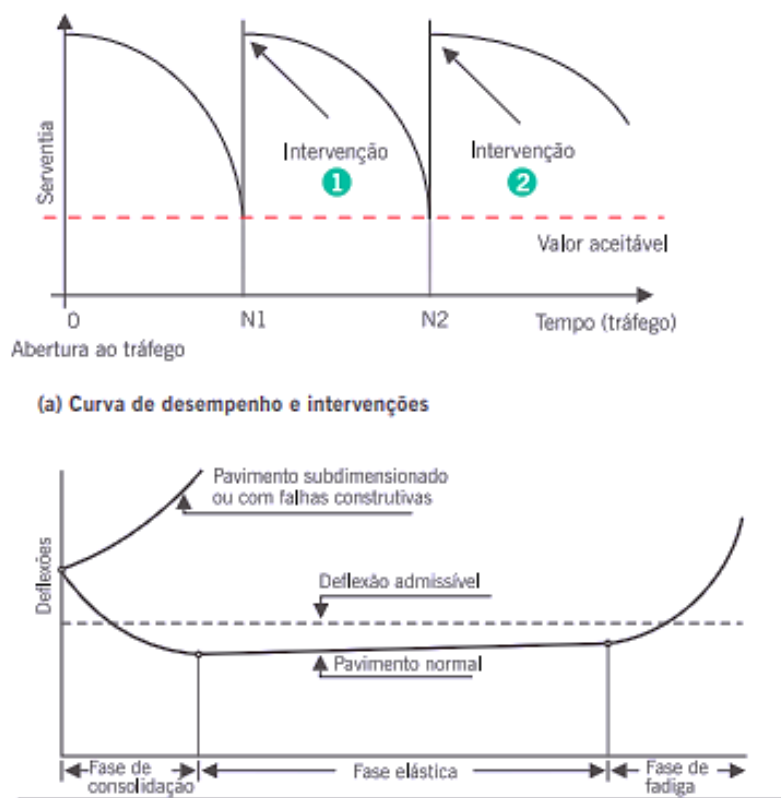 Serventia
Intervenção
1
Intervenção
2
Valor aceitável
0
N1
N2
Tempo (tráfego)
Abertura ao tráfego
(a) Curva de desempenho e intervenções
Pavimento subdimensionado
ou com falhas construtivas
Deflexões
Deflexão admissível
Pavimento normal
Fase de
consolidação
Fase elástica
Fase de
fadiga